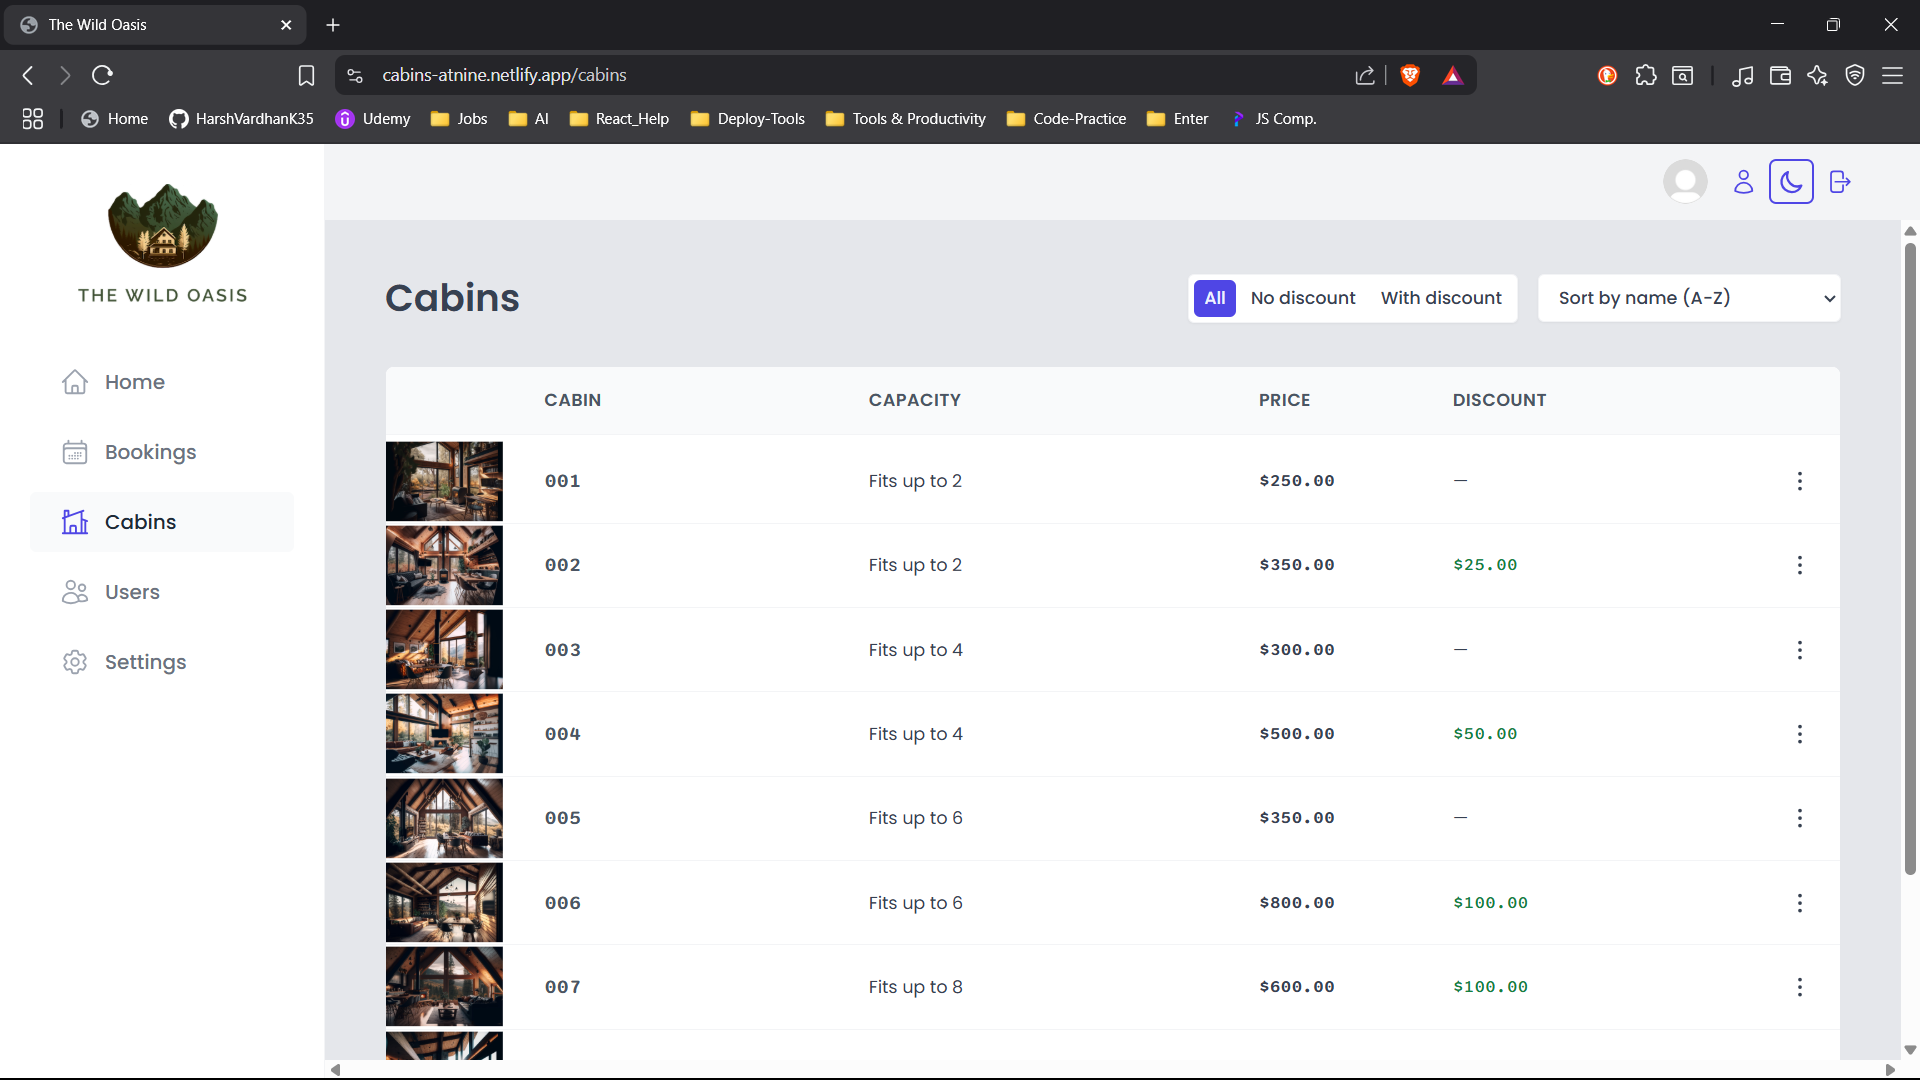 The Wild Oasis
cabins-atnine.netlify.app/cabins
Home HarshVardhanK35 Udemy Jobs AI React_Help Deploy-Tools Tools & Productivity Code-Practice Enter JS Comp.
THE WILD OASIS
Home
Bookings
Cabins
Users
Settings
Cabins
All No discount With discount Sort by name (A-Z)
CABIN CAPACITY PRICE DISCOUNT
001 Fits up to 2 $250.00 —
002 Fits up to 2 $350.00 $25.00
003 Fits up to 4 $300.00 —
004 Fits up to 4 $500.00 $50.00
005 Fits up to 6 $350.00 —
006 Fits up to 6 $800.00 $100.00
007 Fits up to 8 $600.00 $100.00